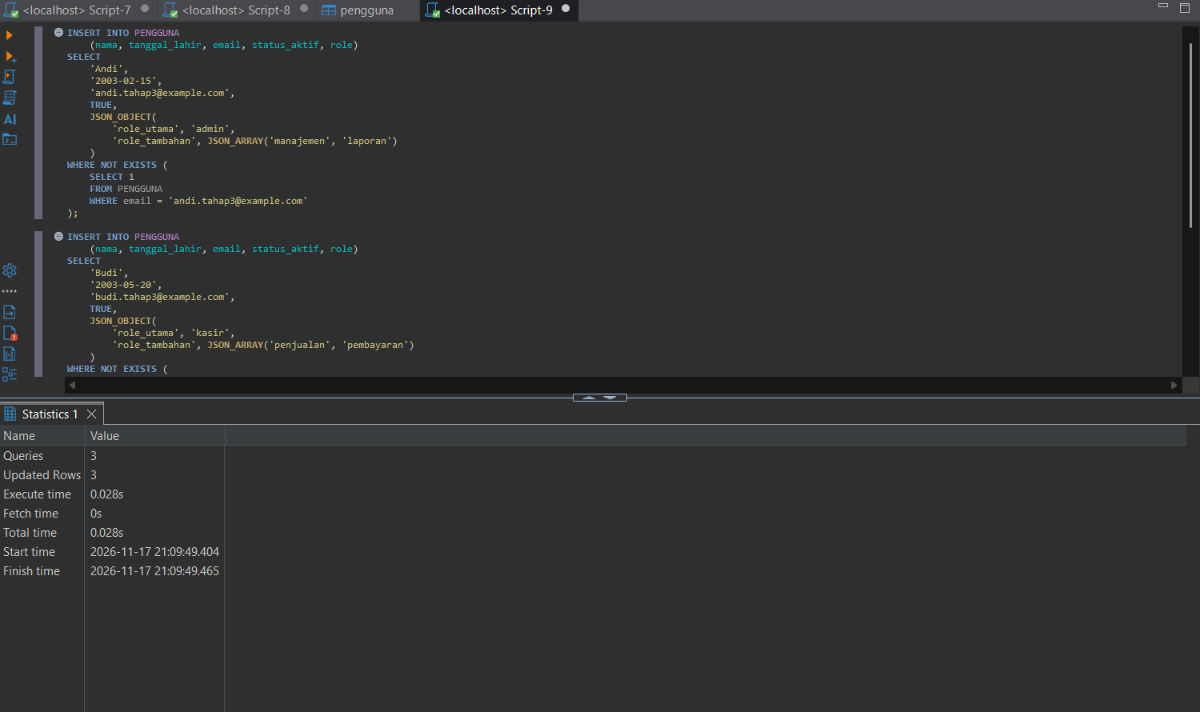 <localhost> Script-7
<localhost> Script-8
pengguna
<localhost> Script-9
INSERT INTO PENGGUNA
(nama, tanggal_lahir, email, status_aktif, role)
SELECT
'Andi',
'2003-02-15',
'andi.tahap3@example.com',
TRUE,
JSON_OBJECT(
'role_utama', 'admin',
'role_tambahan', JSON_ARRAY('manajemen', 'laporan')
)
WHERE NOT EXISTS (
SELECT 1
FROM PENGGUNA
WHERE email = 'andi.tahap3@example.com'
);
INSERT INTO PENGGUNA
(nama, tanggal_lahir, email, status_aktif, role)
SELECT
'Budi',
'2003-05-20',
'budi.tahap3@example.com',
TRUE,
JSON_OBJECT(
'role_utama', 'kasir',
'role_tambahan', JSON_ARRAY('penjualan', 'pembayaran')
)
WHERE NOT EXISTS (
AI
Statistics 1
Name Value
Queries 3
Updated Rows 3
Execute time 0.028s
Fetch time 0s
Total time 0.028s
Start time 2026-11-17 21:09:49.404
Finish time 2026-11-17 21:09:49.465